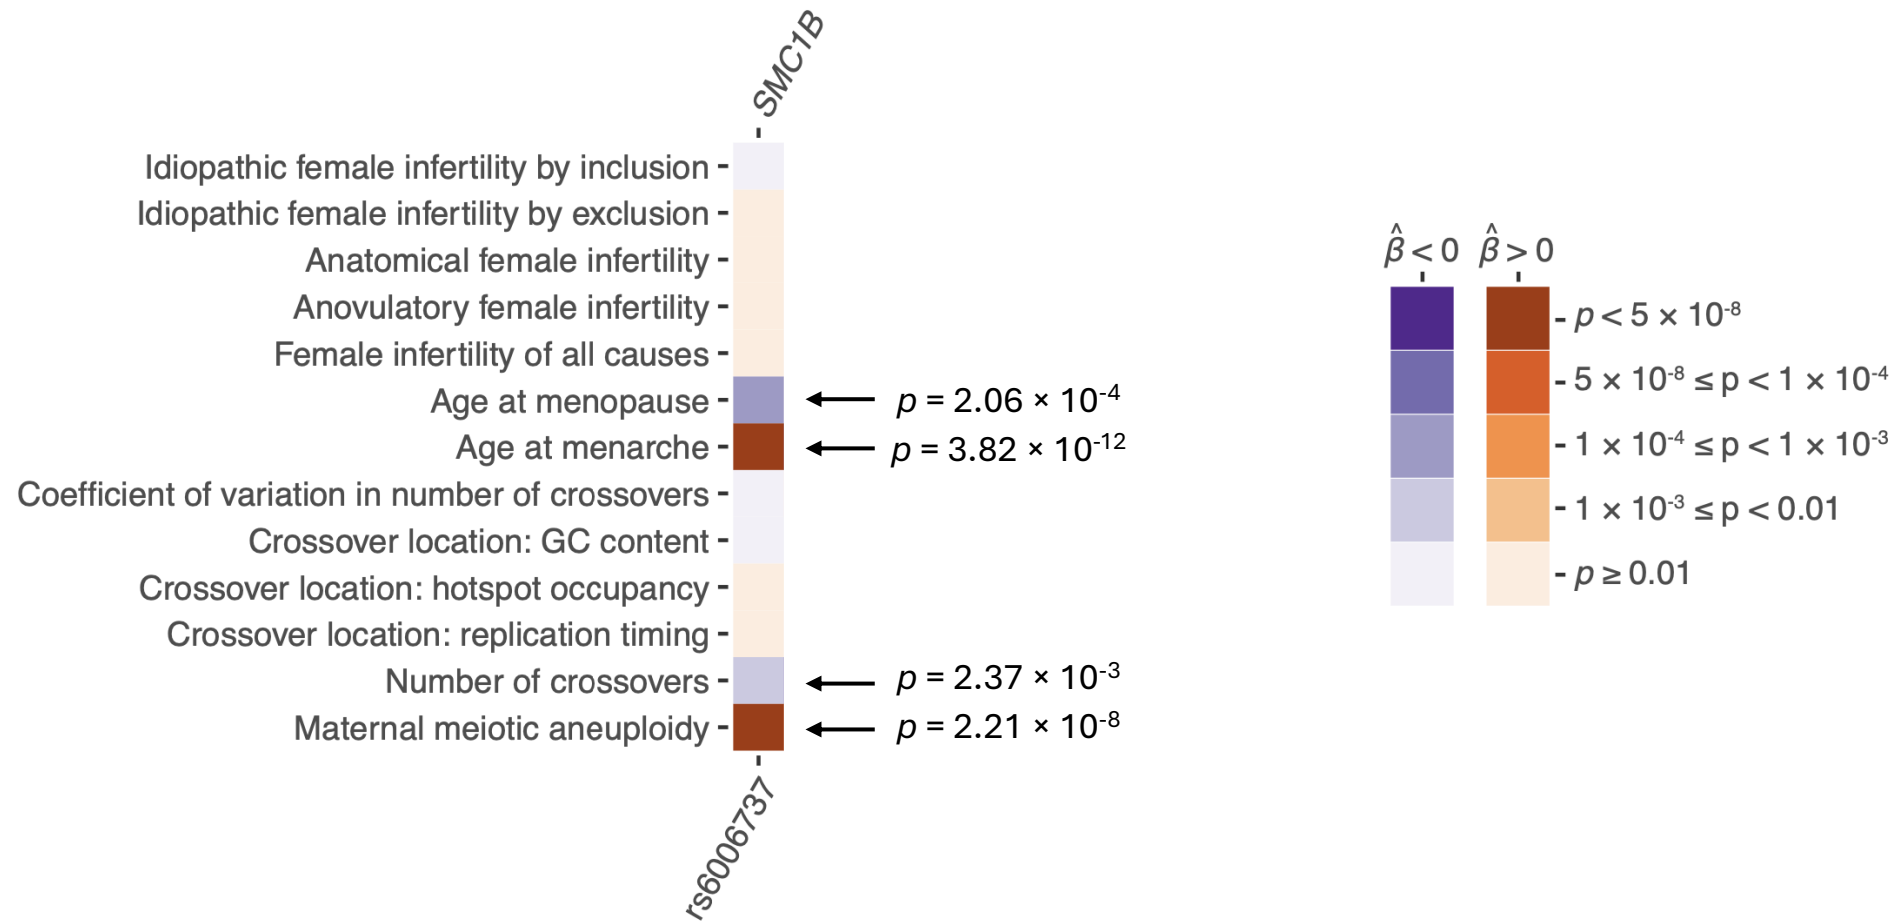 SMC1B
Idiopathic female infertility by inclusion
Idiopathic female infertility by exclusion
Anatomical female infertility
Anovulatory female infertility
Female infertility of all causes
Age at menopause
p = 2.06 × 10⁻⁴
Age at menarche
p = 3.82 × 10⁻¹²
Coefficient of variation in number of crossovers
Crossover location: GC content
Crossover location: hotspot occupancy
Crossover location: replication timing
Number of crossovers
p = 2.37 × 10⁻³
Maternal meiotic aneuploidy
p = 2.21 × 10⁻⁸
rs6006737
β̂ < 0 β̂ > 0
p < 5 × 10⁻⁸
5 × 10⁻⁸ ≤ p < 1 × 10⁻⁴
1 × 10⁻⁴ ≤ p < 1 × 10⁻³
1 × 10⁻³ ≤ p < 0.01
p ≥ 0.01